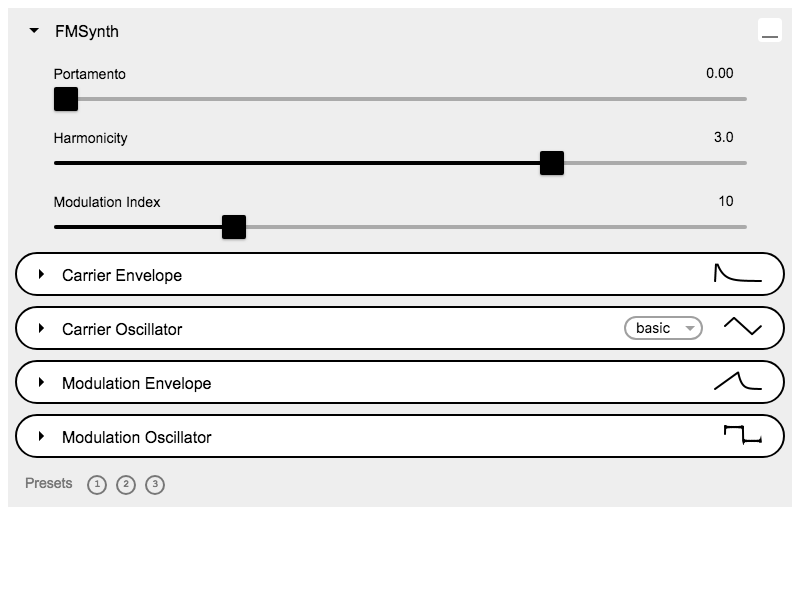 FMSynth
Portamento 0.00
Harmonicity 3.0
Modulation Index 10
Carrier Envelope
Carrier Oscillator basic
Modulation Envelope
Modulation Oscillator
Presets 1 2 3